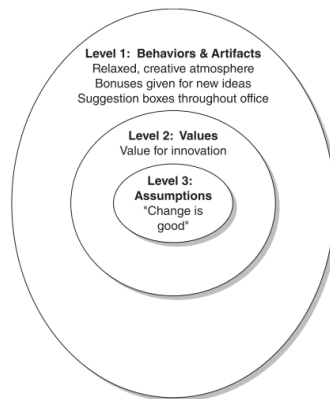 Level 1: Behaviors & Artifacts
Relaxed, creative atmosphere
Bonuses given for new ideas
Suggestion boxes throughout office
Level 2: Values
Value for innovation
Level 3:
Assumptions
"Change is
good"